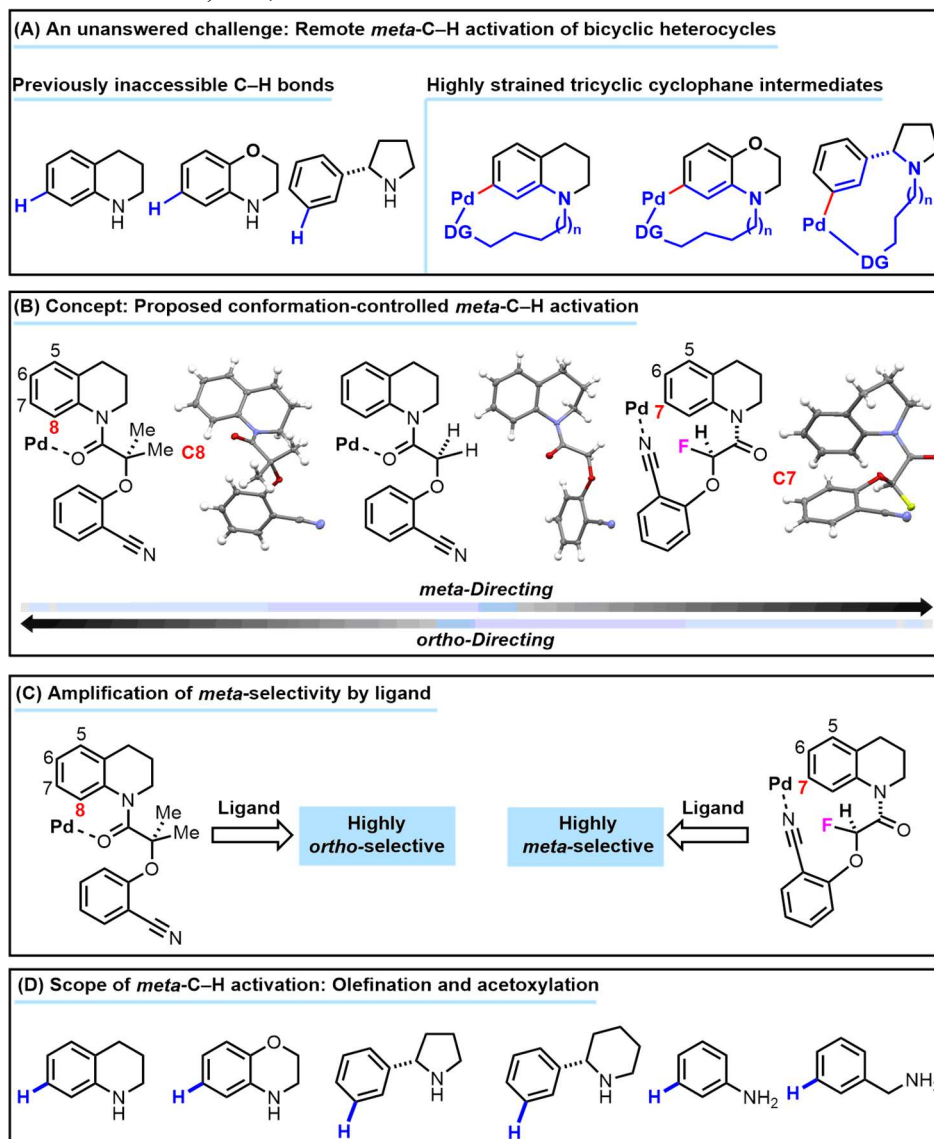 (A) An unanswered challenge: Remote meta-C–H activation of bicyclic heterocycles
Previously inaccessible C–H bonds
Highly strained tricyclic cyclophane intermediates
H
N
H
O
H
N
H
N
H
H
Pd
DG
N
( )n
O
Pd
DG
N
( )n
N
( )n
Pd
DG
(B) Concept: Proposed conformation-controlled meta-C–H activation
5
6
7
8
N
Pd
O
Me
Me
O
N
C8
N
Pd
O
H
H
O
N
5
6
Pd
7
N
N
H
F
O
O
C7
meta-Directing
ortho-Directing
(C) Amplification of meta-selectivity by ligand
5
6
7
8
N
Pd
O
Me
Me
O
N
Ligand
Highly
ortho-selective
Highly
meta-selective
Ligand
5
6
Pd
7
N
N
H
F
O
O
(D) Scope of meta-C–H activation: Olefination and acetoxylation
H
N
H
O
H
N
H
N
H
H
N
H
H
H
NH2
H
NH2